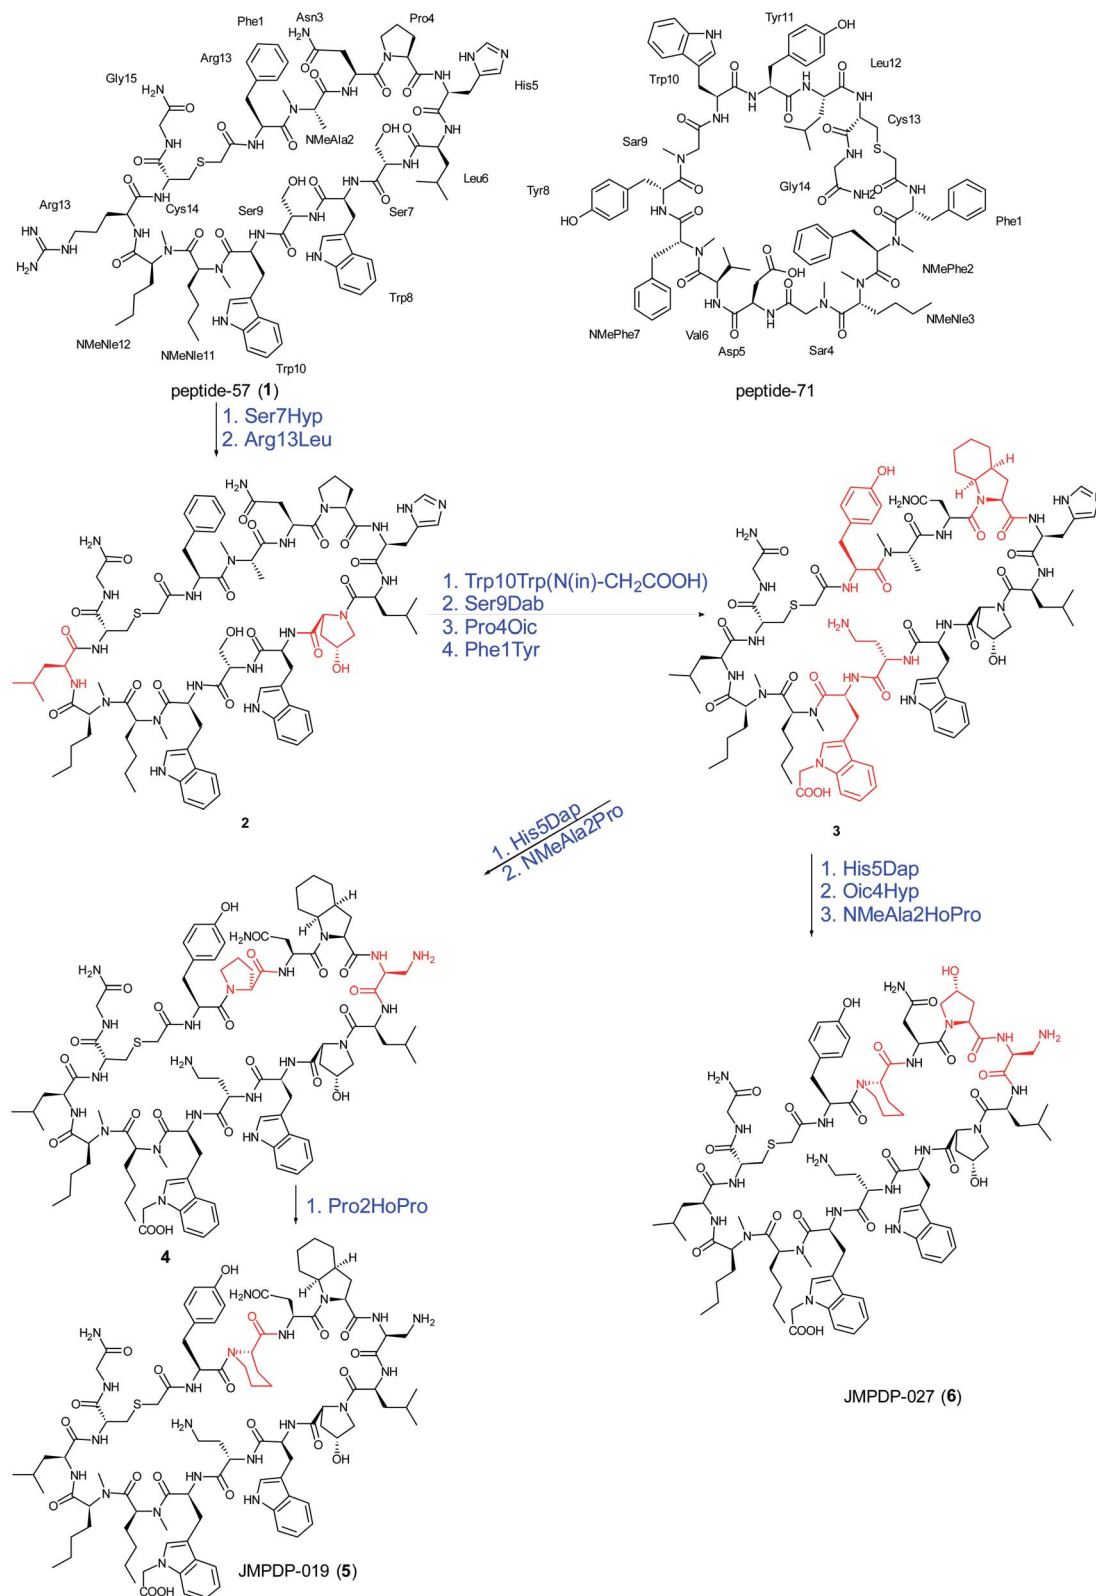 Phe1
Asn3
Pro4
Arg13
Gly15
His5
NMeAla2
Leu6
Arg13
Cys14
Ser9
Ser7
Trp8
NMeNle12
NMeNle11
Trp10
peptide-57 (1)
Tyr11
Trp10
Leu12
Cys13
Sar9
Gly14
Tyr8
Phe1
NMePhe2
NMeNle3
NMePhe7
Val6
Asp5
Sar4
peptide-71
1. Ser7Hyp
2. Arg13Leu
2
1. Trp10Trp(N(in)-CH2COOH)
2. Ser9Dab
3. Pro4Oic
4. Phe1Tyr
3
1. His5Dap
2. NMeAla2Pro
1. His5Dap
2. Oic4Hyp
3. NMeAla2HoPro
4
1. Pro2HoPro
JMPDP-019 (5)
JMPDP-027 (6)